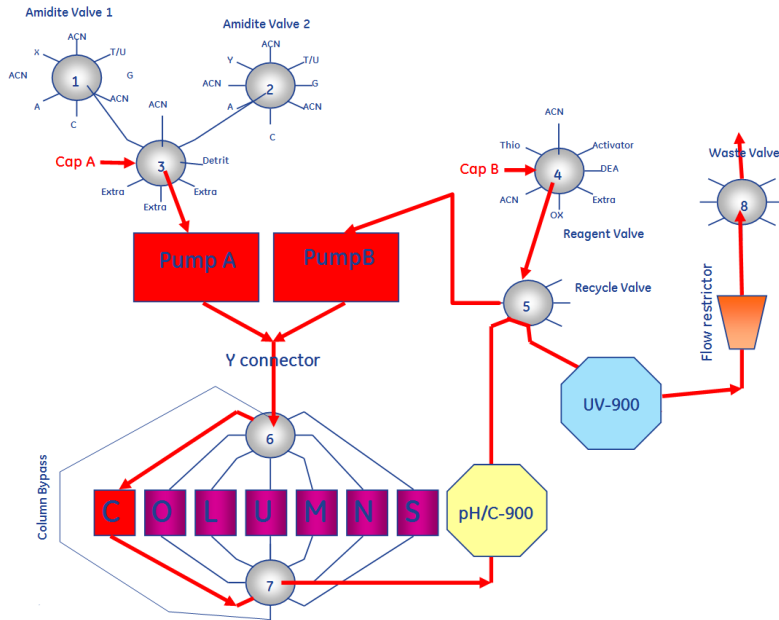 Amidite Valve 1
Amidite Valve 2
ACN
X
T/U
ACN
1
G
A
ACN
C
ACN
Y
T/U
ACN
2
G
A
ACN
C
ACN
Cap A
3
Detrit
Extra
Extra
Extra
ACN
Thio
Activator
Cap B
4
DEA
ACN
Extra
OX
Reagent Valve
Waste Valve
8
Pump A
PumpB
5
Recycle Valve
Flow restrictor
Y connector
UV-900
6
Column Bypass
C O L U M N S
pH/C-900
7